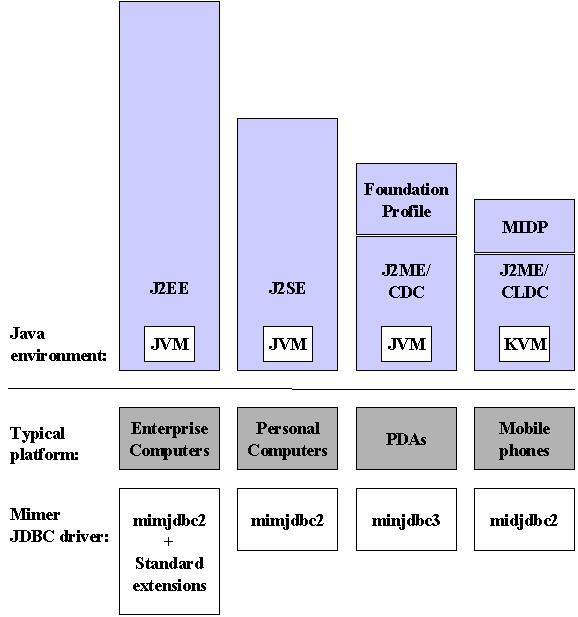 Foundation
Profile
MIDP
J2EE
J2SE
J2ME/
CDC
J2ME/
CLDC
Java
environment:
JVM
JVM
JVM
KVM
Typical
platform:
Enterprise
Computers
Personal
Computers
PDAs
Mobile
phones
Mimer
JDBC driver:
mimjdbc2
+
Standard
extensions
mimjdbc2
minjdbc3
midjdbc2